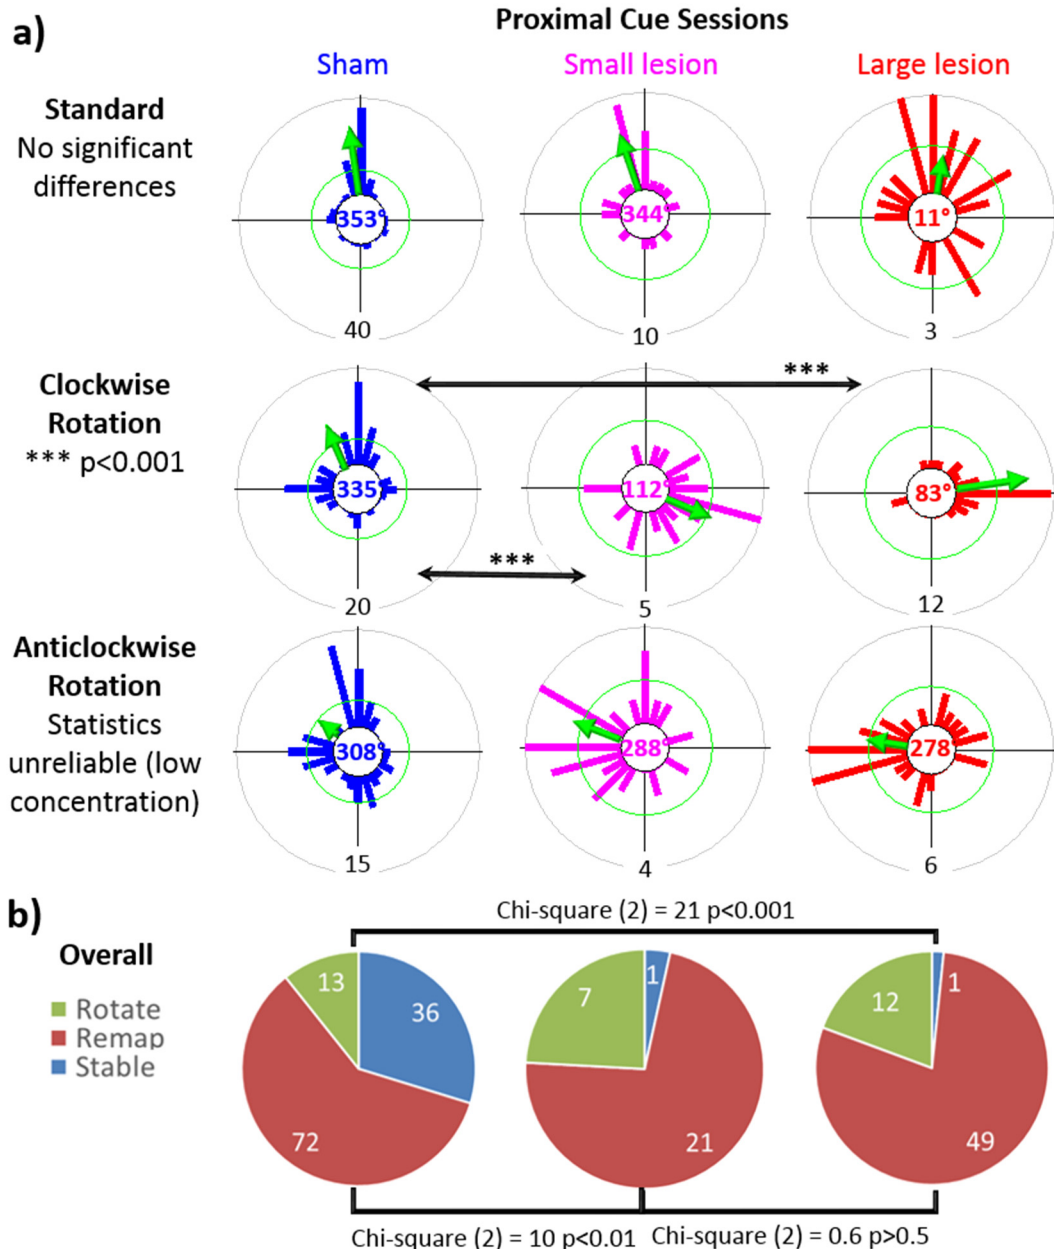 a)
Proximal Cue Sessions
Sham
Small lesion
Large lesion
Standard
No significant
differences
353°
344°
11°
40
10
3
Clockwise
Rotation
*** p<0.001
***
335°
112°
83°
***
20
5
12
Anticlockwise
Rotation
Statistics
unreliable (low
concentration)
308°
288°
278
15
4
6
b)
Chi-square (2) = 21 p<0.001
Overall
Rotate
Remap
Stable
13
36
72
7
1
21
12
1
49
Chi-square (2) = 10 p<0.01
Chi-square (2) = 0.6 p>0.5